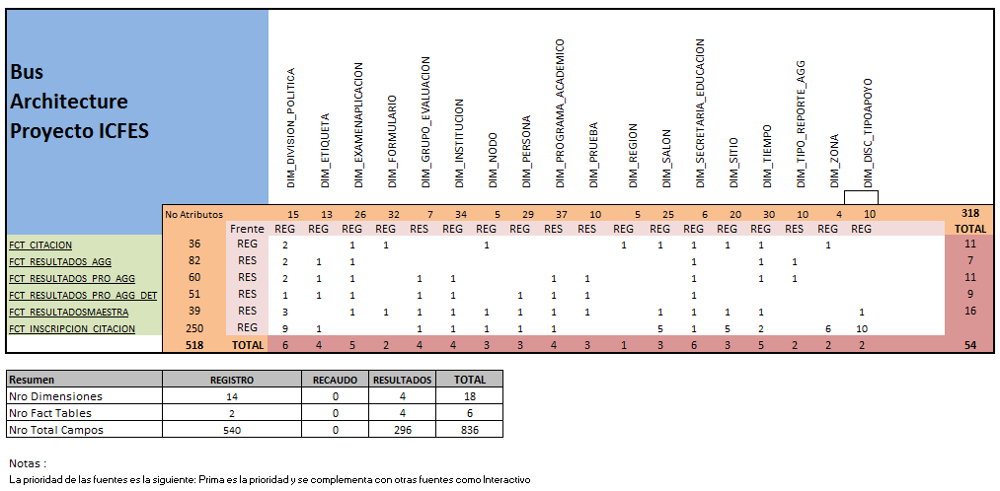 Bus
Architecture
Proyecto ICFES
DIM_DIVISION_POLITICA
DIM_ETIQUETA
DIM_EXAMENAPLICACION
DIM_FORMULARIO
DIM_GRUPO_EVALUACION
DIM_INSTITUCION
DIM_NODO
DIM_PERSONA
DIM_PROGRAMA_ACADEMICO
DIM_PRUEBA
DIM_REGION
DIM_SALON
DIM_SECRETARIA_EDUCACION
DIM_SITIO
DIM_TIEMPO
DIM_TIPO_REPORTE_AGG
DIM_ZONA
DIM_DISC_TIPOAPOYO
No Atributos 15 13 26 32 7 34 5 29 37 10 5 25 6 20 30 10 4 10 318
Frente REG REG REG REG RES REG REG REG RES RES REG REG REG REG REG RES REG REG TOTAL
FCT_CITACION 36 REG 2 1 1 1 1 1 1 1 1 1 11
FCT_RESULTADOS_AGG 82 RES 2 1 1 1 1 1 7
FCT_RESULTADOS_PRO_AGG 60 RES 2 1 1 1 1 1 1 1 1 1 11
FCT_RESULTADOS_PRO_AGG_DET 51 RES 1 1 1 1 1 1 1 1 1 9
FCT_RESULTADOSMAESTRA 39 RES 3 1 1 1 1 1 1 1 1 1 1 1 1 1 16
FCT_INSCRIPCION_CITACION 250 REG 9 1 1 1 1 1 1 5 1 5 2 6 10
518 TOTAL 6 4 5 2 4 4 3 3 4 3 1 3 6 3 5 2 2 2 54
Resumen REGISTRO RECAUDO RESULTADOS TOTAL
Nro Dimensiones 14 0 4 18
Nro Fact Tables 2 0 4 6
Nro Total Campos 540 0 296 836
Notas :
La prioridad de las fuentes es la siguiente: Prima es la prioridad y se complementa con otras fuentes como Interactivo